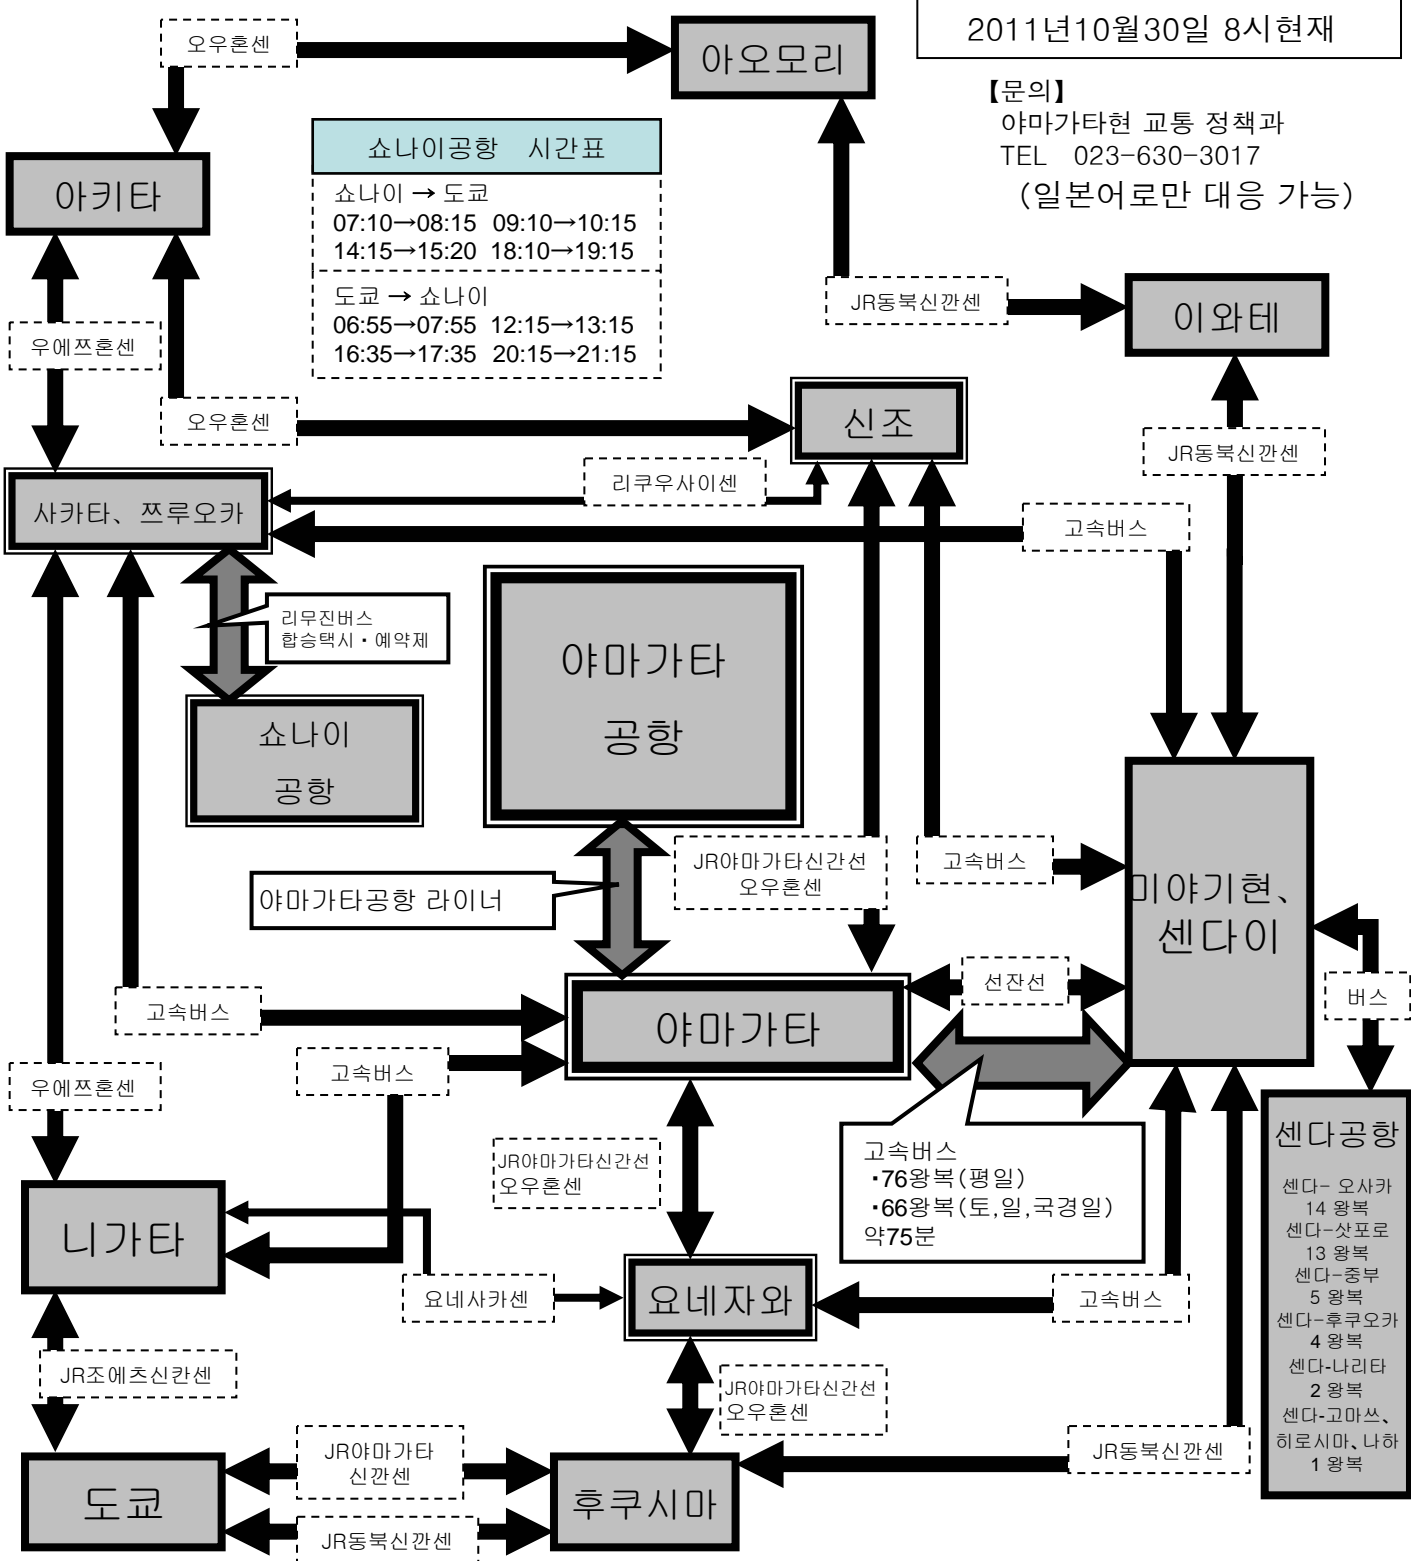 2011년10월30일 8시현재
오우혼센
아오모리
【문의】
야마가타현 교통 정책과
TEL 023-630-3017
(일본어로만 대응 가능)
쇼나이공항 시간표
쇼나이 → 도쿄
07:10→08:15 09:10→10:15
14:15→15:20 18:10→19:15
도쿄 → 쇼나이
06:55→07:55 12:15→13:15
16:35→17:35 20:15→21:15
아키타
JR동북신깐센
이와테
우에쯔혼센
오우혼센
신조
JR동북신깐센
리쿠우사이센
사카타、쯔루오카
고속버스
리무진버스
합승택시・예약제
야마가타
공항
쇼나이
공항
JR야마가타신간선
오우혼센
고속버스
미야기현、
센다이
야마가타공항 라이너
선잔선
버스
고속버스
야마가타
고속버스
우에쯔혼센
고속버스
・76왕복(평일)
・66왕복(토,일,국경일)
약75분
JR야마가타신간선
오우혼센
센다공항
센다- 오사카
14 왕복
센다-삿포로
13 왕복
센다-중부
5 왕복
센다-후쿠오카
4 왕복
센다-나리타
2 왕복
센다-고마쓰、
히로시마、나하
1 왕복
니가타
요네사카센
요네자와
고속버스
JR조에츠신칸센
JR야마가타신간선
오우혼센
JR야마가타
신깐센
JR동북신깐센
도쿄
후쿠시마
JR동북신깐센